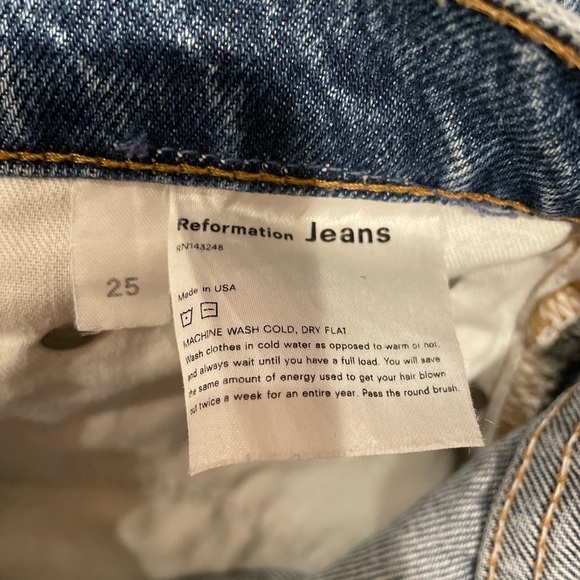 Reformation Jeans
RN143248
25
Made in USA
MACHINE WASH COLD, DRY FLAT
Wash clothes in cold water as opposed to warm or hot,
and always wait until you have a full load. You will save
the same amount of energy used to get your hair blown
out twice a week for an entire year. Pass the round brush.